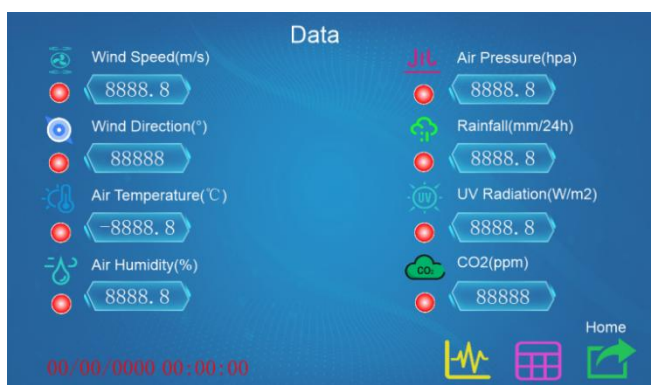 Data
Wind Speed(m/s)
8888.8
Wind Direction(°)
88888
Air Temperature(℃)
-8888.8
Air Humidity(%)
8888.8
00/00/0000 00:00:00
Air Pressure(hpa)
8888.8
Rainfall(mm/24h)
8888.8
UV
UV Radiation(W/m2)
8888.8
CO2
CO2(ppm)
88888
Home